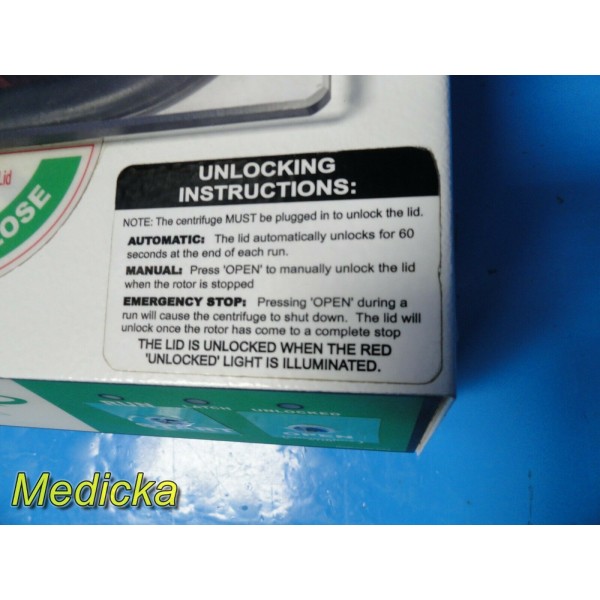 Lid
LOSE
UNLOCKING
INSTRUCTIONS:
NOTE: The centrifuge MUST be plugged in to unlock the lid.
AUTOMATIC: The lid automatically unlocks for 60
seconds at the end of each run.
MANUAL: Press 'OPEN' to manually unlock the lid
when the rotor is stopped
EMERGENCY STOP: Pressing 'OPEN' during a
run will cause the centrifuge to shut down. The lid will
unlock once the rotor has come to a complete stop
THE LID IS UNLOCKED WHEN THE RED
'UNLOCKED' LIGHT IS ILLUMINATED.
RUN LATCH UNLOCKED
OPEN
Medicka